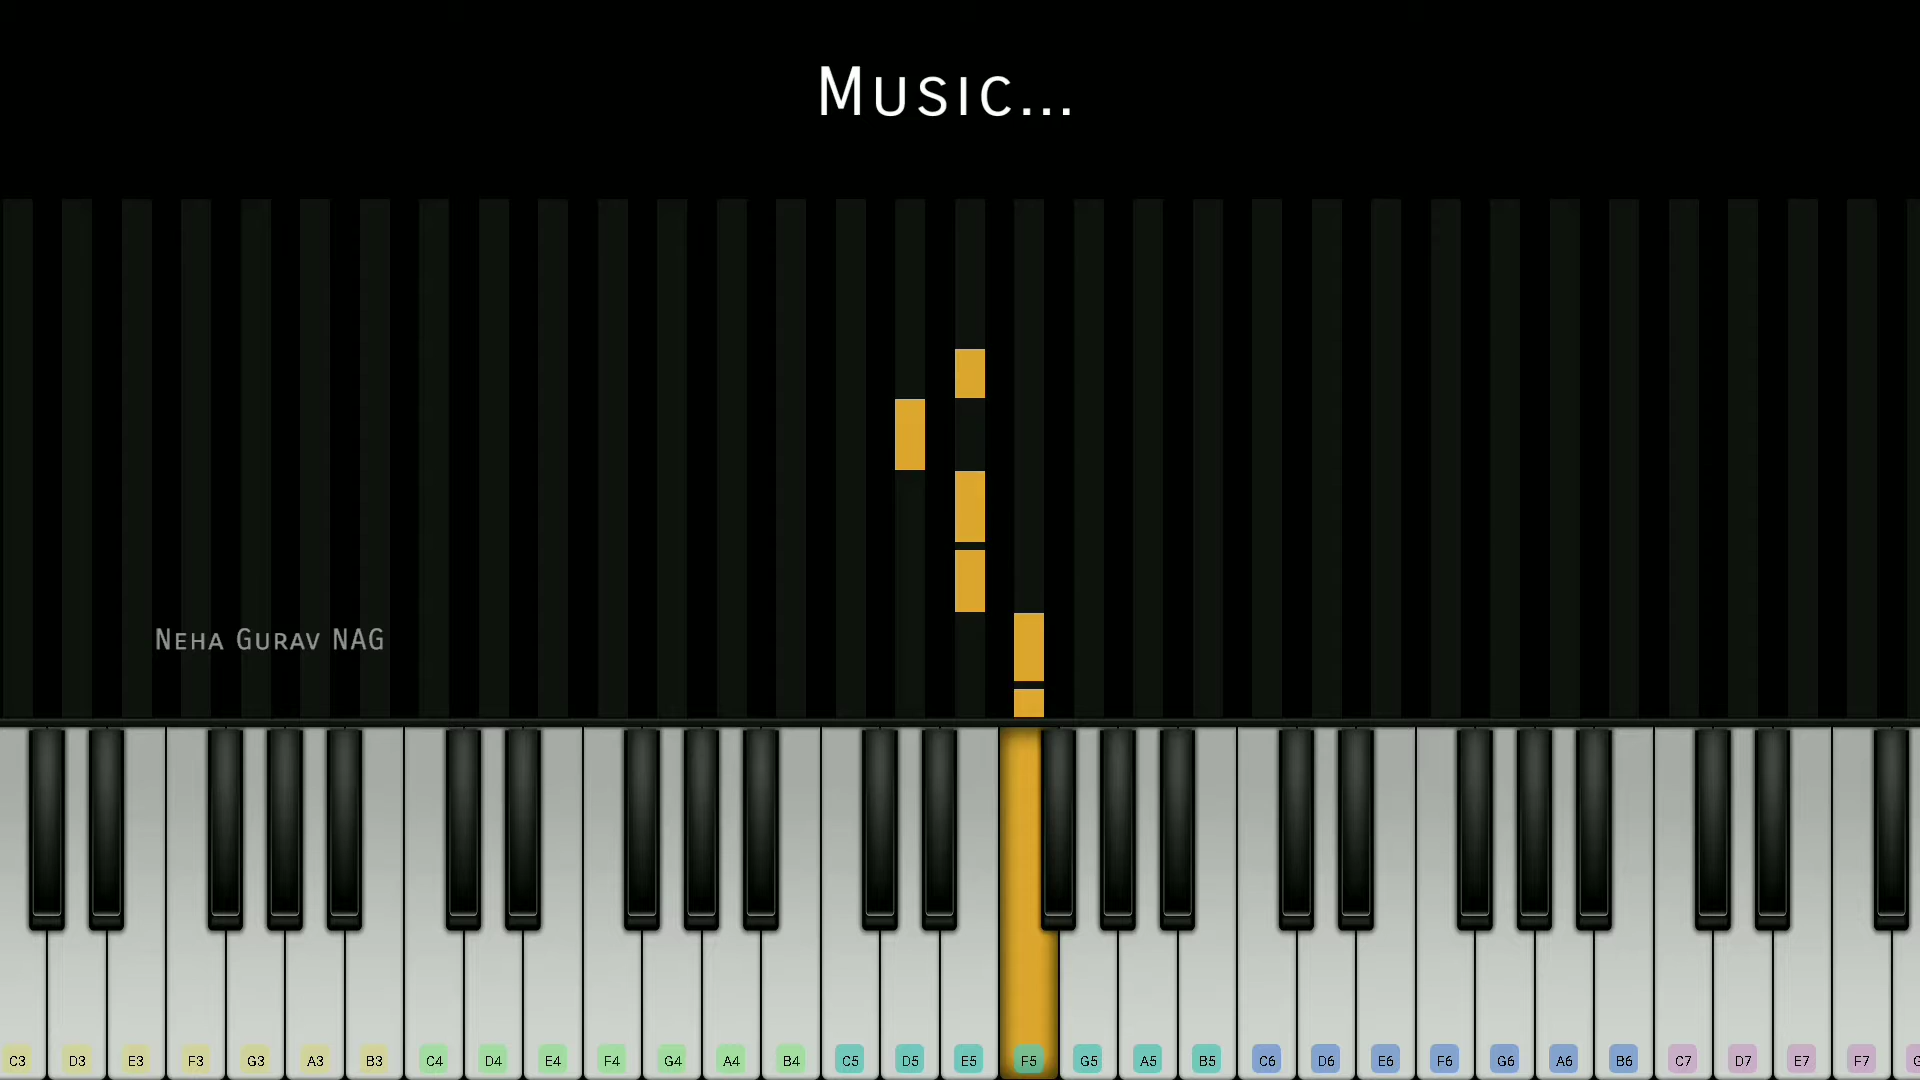 Music...
Neha Gurav NAG
C3 D3 E3 F3 G3 A3 B3 C4 D4 E4 F4 G4 A4 B4 C5 D5 E5 F5 G5 A5 B5 C6 D6 E6 F6 G6 A6 B6 C7 D7 E7 F7